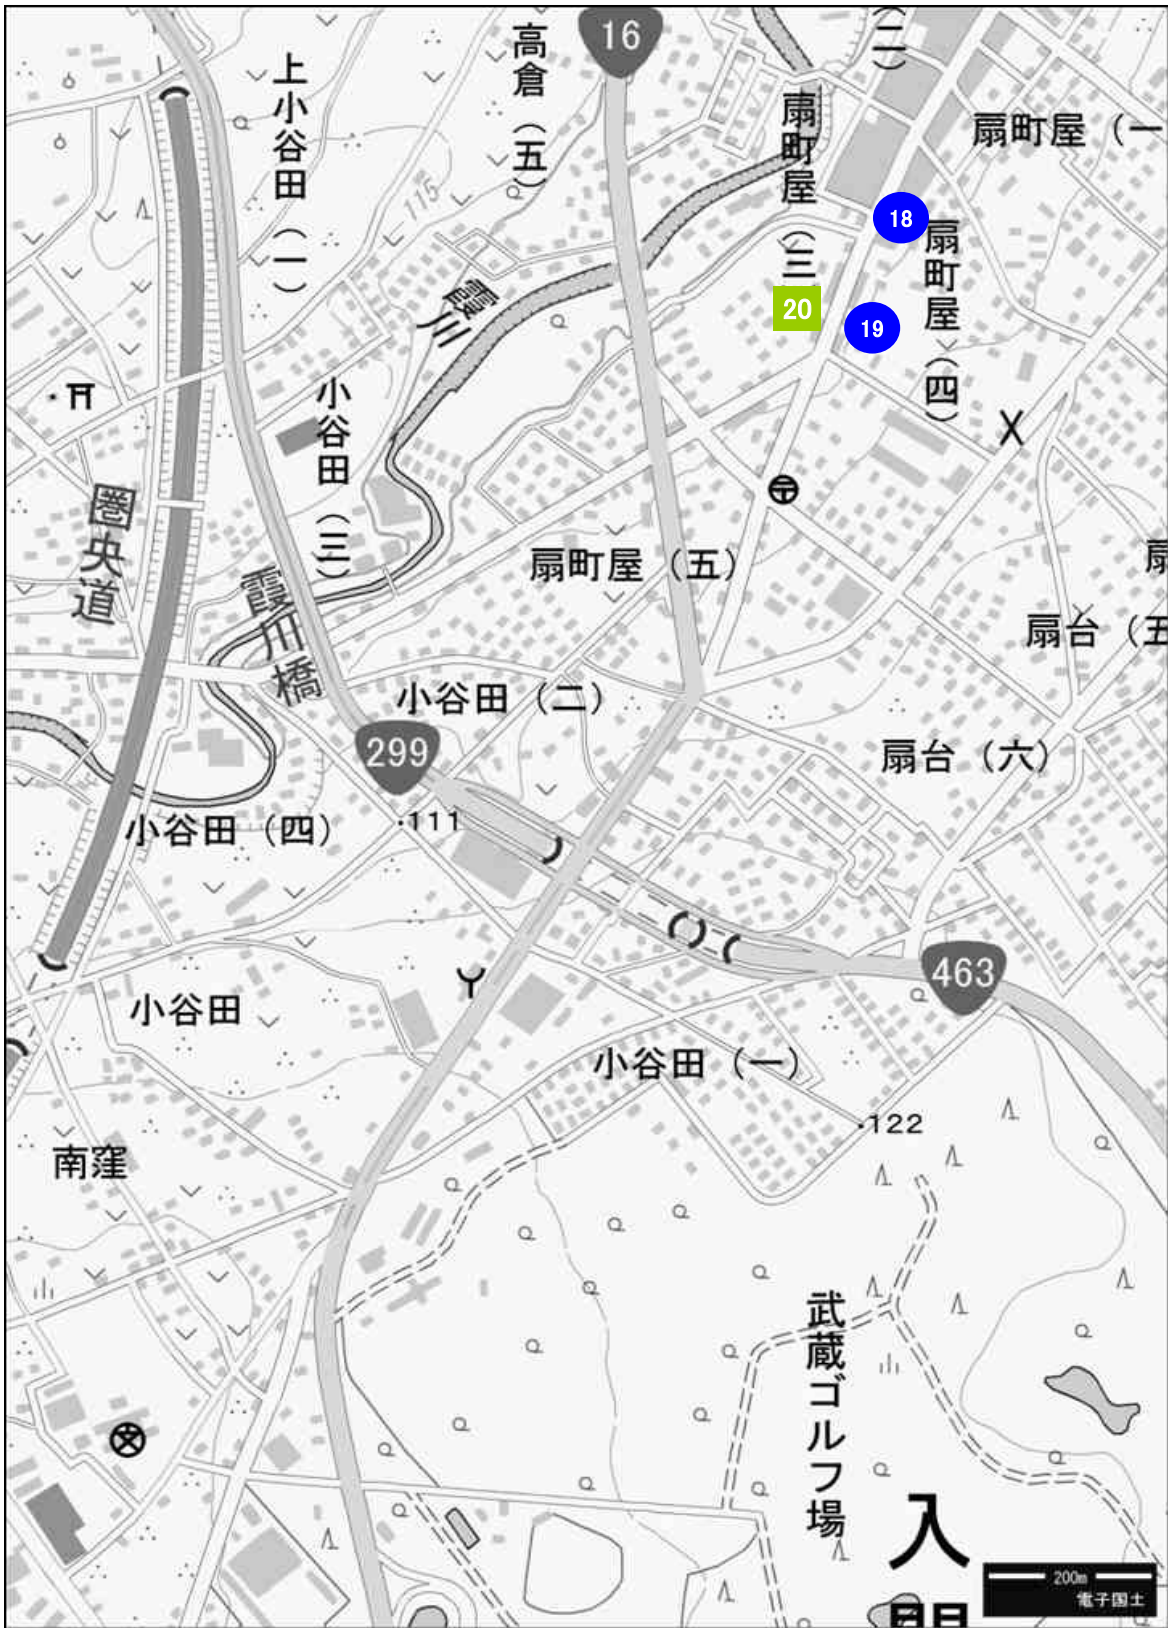 16
高倉（五）
（二）
上小谷田（一）
扇町屋（三）
扇町屋（一
115
18
扇町屋（四）
霞川
20
19
小谷田（三）
圏央道
扇町屋（五）
扇
霞川橋
扇台（五
小谷田（二）
299
扇台（六）
・111
小谷田（四）
463
小谷田
小谷田（一）
・122
南窪
武蔵ゴルフ場
入
間
200m
電子国土